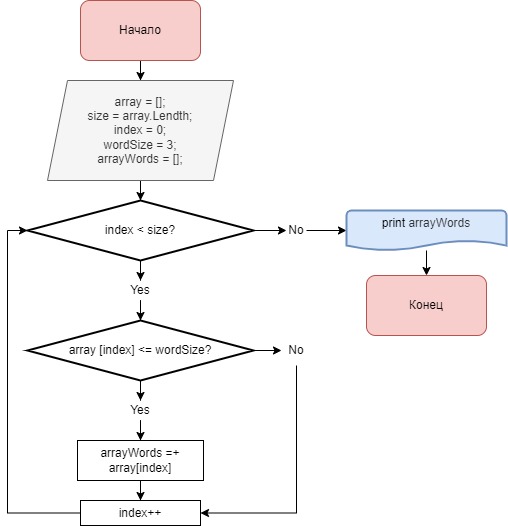 Начало
array = [];
size = array.Lendth;
index = 0;
wordSize = 3;
arrayWords = [];
index < size?
No
print arrayWords
Yes
Конец
array [index] <= wordSize?
No
Yes
arrayWords =+
array[index]
index++